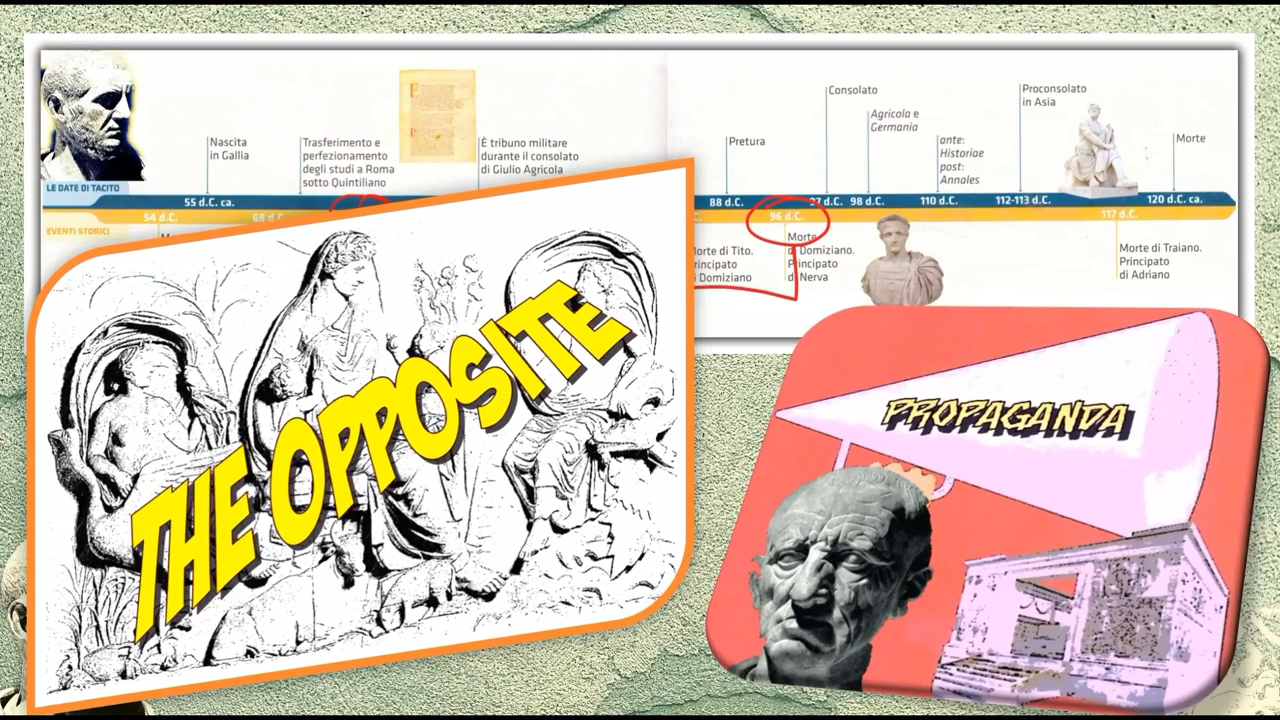 Consolato
Proconsolato
in Asia
Agricola e
Germania
Nascita
in Gallia
Trasferimento e
perfezionamento
degli studi a Roma
sotto Quintiliano
È tribuno militare
durante il consolato
di Giulio Agricola
Pretura
ante:
Historiae
post:
Annales
Morte
LE DATE DI TACITO
55 d.C. ca.
88 d.C.
97 d.C.
98 d.C.
110 d.C.
112-113 d.C.
120 d.C. ca.
EVENTI STORICI
54 d.C.
68 d.C.
96 d.C.
117 d.C.
Morte di Tito.
Principato
di Domiziano
Morte
di Domiziano.
Principato
di Nerva
Morte di Traiano.
Principato
di Adriano
THE OPPOSITE
PROPAGANDA